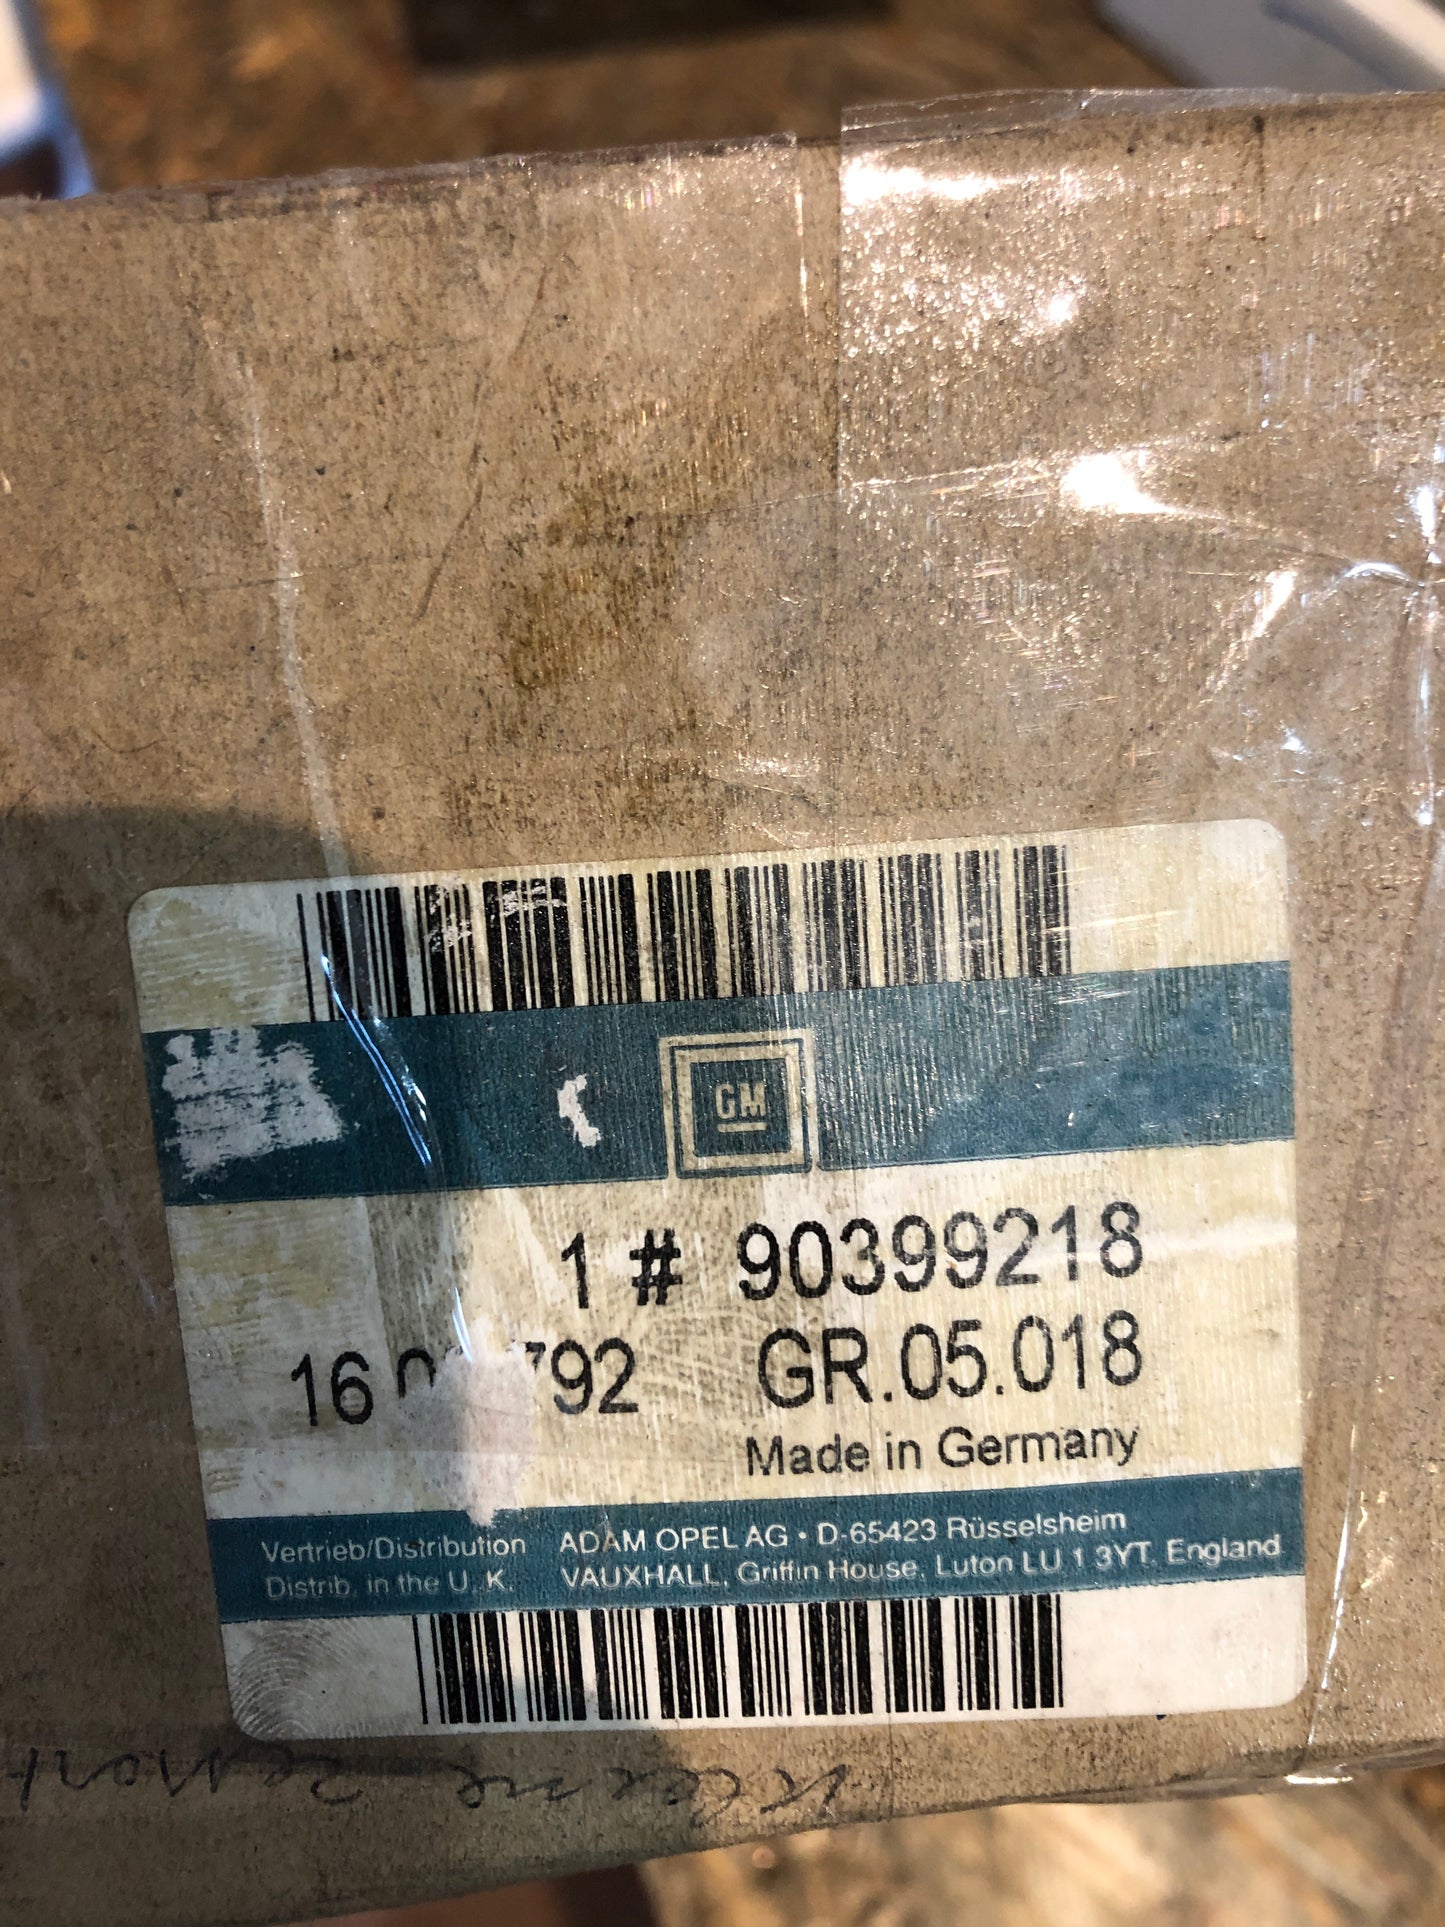 GM
1 # 90399218
GR.05.018
Made in Germany
Vertrieb/Distribution ADAM OPEL AG • D-65423 Rüsselsheim
Distrib. in the U. K. VAUXHALL, Griffin House, Luton LU 1 3YT. England